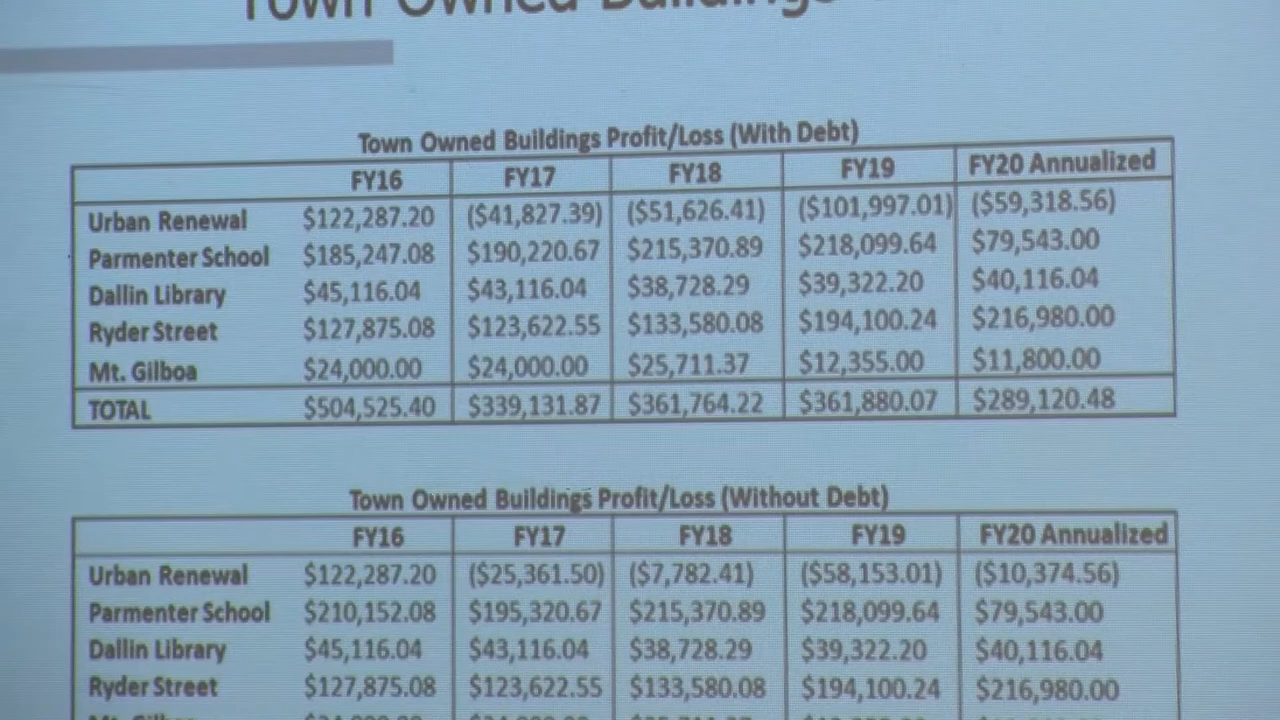 Town Owned Buildings
Town Owned Buildings Profit/Loss (With Debt)
FY16 FY17 FY18 FY19 FY20 Annualized
Urban Renewal $122,287.20 ($41,827.39) ($51,626.41) ($101,997.01) ($59,318.56)
Parmenter School $185,247.08 $190,220.67 $215,370.89 $218,099.64 $79,543.00
Dallin Library $45,116.04 $43,116.04 $38,728.29 $39,322.20 $40,116.04
Ryder Street $127,875.08 $123,622.55 $133,580.08 $194,100.24 $216,980.00
Mt. Gilboa $24,000.00 $24,000.00 $25,711.37 $12,355.00 $11,800.00
TOTAL $504,525.40 $339,131.87 $361,764.22 $361,880.07 $289,120.48
Town Owned Buildings Profit/Loss (Without Debt)
FY16 FY17 FY18 FY19 FY20 Annualized
Urban Renewal $122,287.20 ($25,361.50) ($7,782.41) ($58,153.01) ($10,374.56)
Parmenter School $210,152.08 $195,320.67 $215,370.89 $218,099.64 $79,543.00
Dallin Library $45,116.04 $43,116.04 $38,728.29 $39,322.20 $40,116.04
Ryder Street $127,875.08 $123,622.55 $133,580.08 $194,100.24 $216,980.00